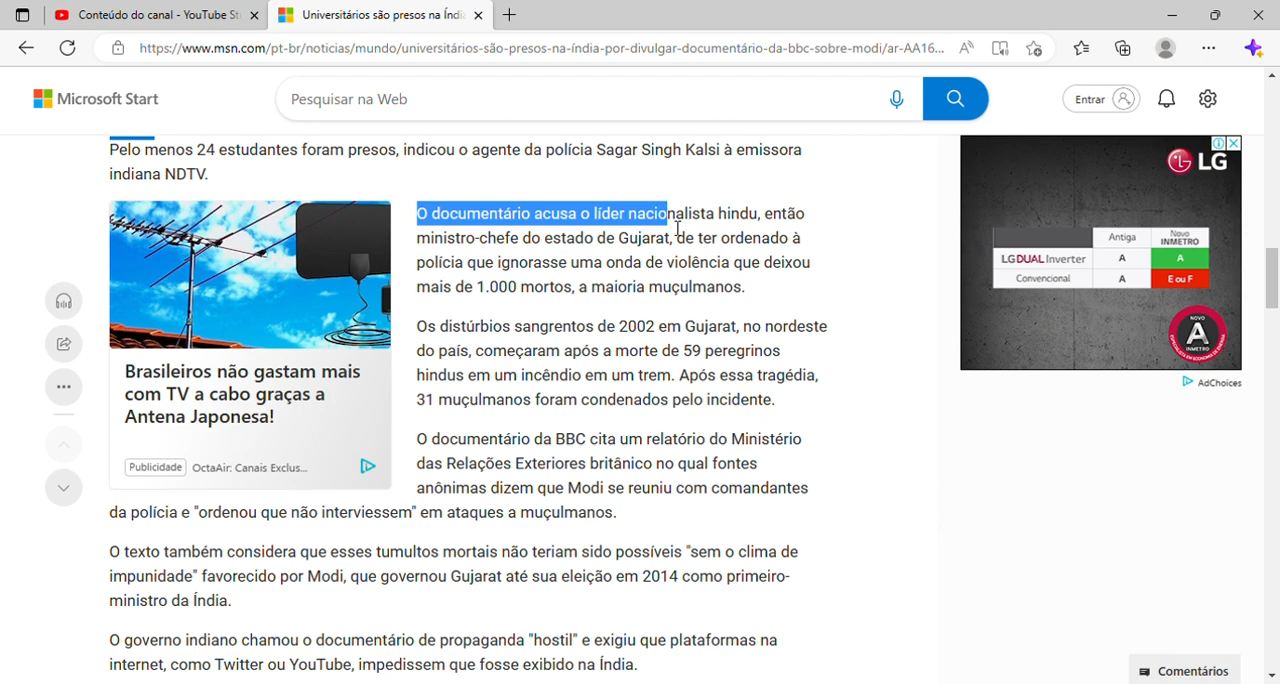 Conteúdo do canal - YouTube St
Universitários são presos na Índi
https://www.msn.com/pt-br/noticias/mundo/universitários-são-presos-na-índia-por-divulgar-documentário-da-bbc-sobre-modi/ar-AA16...
Microsoft Start
Pesquisar na Web
Entrar
Pelo menos 24 estudantes foram presos, indicou o agente da polícia Sagar Singh Kalsi à emissora
indiana NDTV.
O documentário acusa o líder nacionalista hindu, então
ministro-chefe do estado de Gujarat, de ter ordenado à
polícia que ignorasse uma onda de violência que deixou
mais de 1.000 mortos, a maioria muçulmanos.
Os distúrbios sangrentos de 2002 em Gujarat, no nordeste
do país, começaram após a morte de 59 peregrinos
hindus em um incêndio em um trem. Após essa tragédia,
31 muçulmanos foram condenados pelo incidente.
O documentário da BBC cita um relatório do Ministério
das Relações Exteriores britânico no qual fontes
anônimas dizem que Modi se reuniu com comandantes
da polícia e "ordenou que não interviessem" em ataques a muçulmanos.
O texto também considera que esses tumultos mortais não teriam sido possíveis "sem o clima de
impunidade" favorecido por Modi, que governou Gujarat até sua eleição em 2014 como primeiro-
ministro da Índia.
O governo indiano chamou o documentário de propaganda "hostil" e exigiu que plataformas na
internet, como Twitter ou YouTube, impedissem que fosse exibido na Índia.
Brasileiros não gastam mais
com TV a cabo graças a
Antena Japonesa!
Publicidade
OctaAir: Canais Exclus...
LG
Antiga
Novo
INMETRO
LG DUAL Inverter
A
A
Convencional
A
E ou F
NOVO
A
INMETRO
AdChoices
Comentários